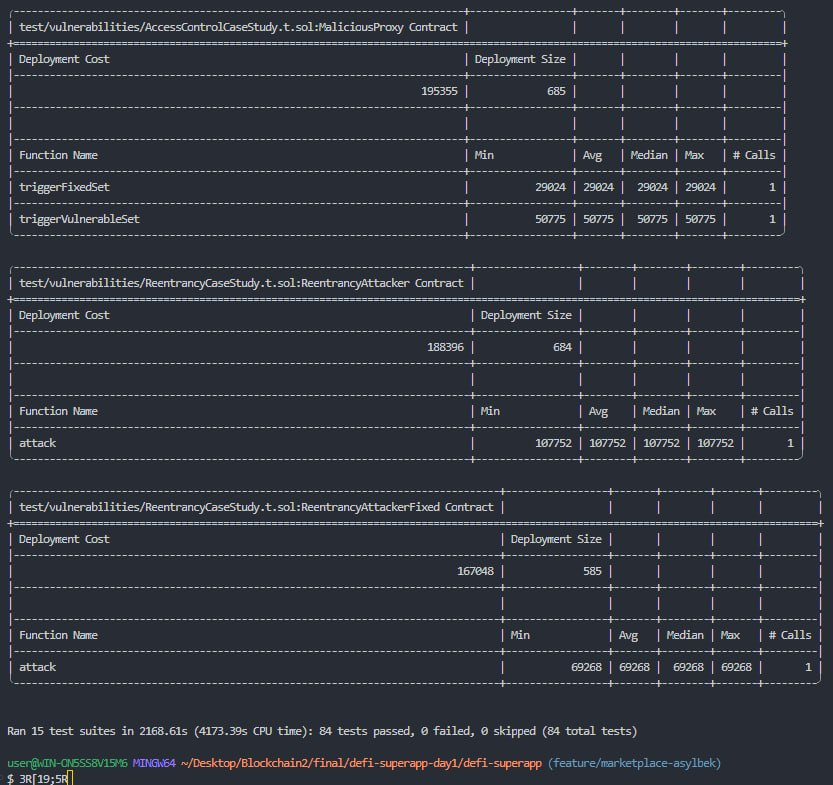 test/vulnerabilities/AccessControlCaseStudy.t.sol:MaliciousProxy Contract
Deployment Cost | Deployment Size
195355 | 685
Function Name | Min | Avg | Median | Max | # Calls
triggerFixedSet | 29024 | 29024 | 29024 | 29024 | 1
triggerVulnerableSet | 50775 | 50775 | 50775 | 50775 | 1
test/vulnerabilities/ReentrancyCaseStudy.t.sol:ReentrancyAttacker Contract
Deployment Cost | Deployment Size
188396 | 684
Function Name | Min | Avg | Median | Max | # Calls
attack | 107752 | 107752 | 107752 | 107752 | 1
test/vulnerabilities/ReentrancyCaseStudy.t.sol:ReentrancyAttackerFixed Contract
Deployment Cost | Deployment Size
167048 | 585
Function Name | Min | Avg | Median | Max | # Calls
attack | 69268 | 69268 | 69268 | 69268 | 1
Ran 15 test suites in 2168.61s (4173.39s CPU time): 84 tests passed, 0 failed, 0 skipped (84 total tests)
user@WIN-ON5SS8V15M6 MINGW64 ~/Desktop/Blockchain2/final/defi-superapp-day1/defi-superapp (feature/marketplace-asylbek)
$ 3R[19;5R